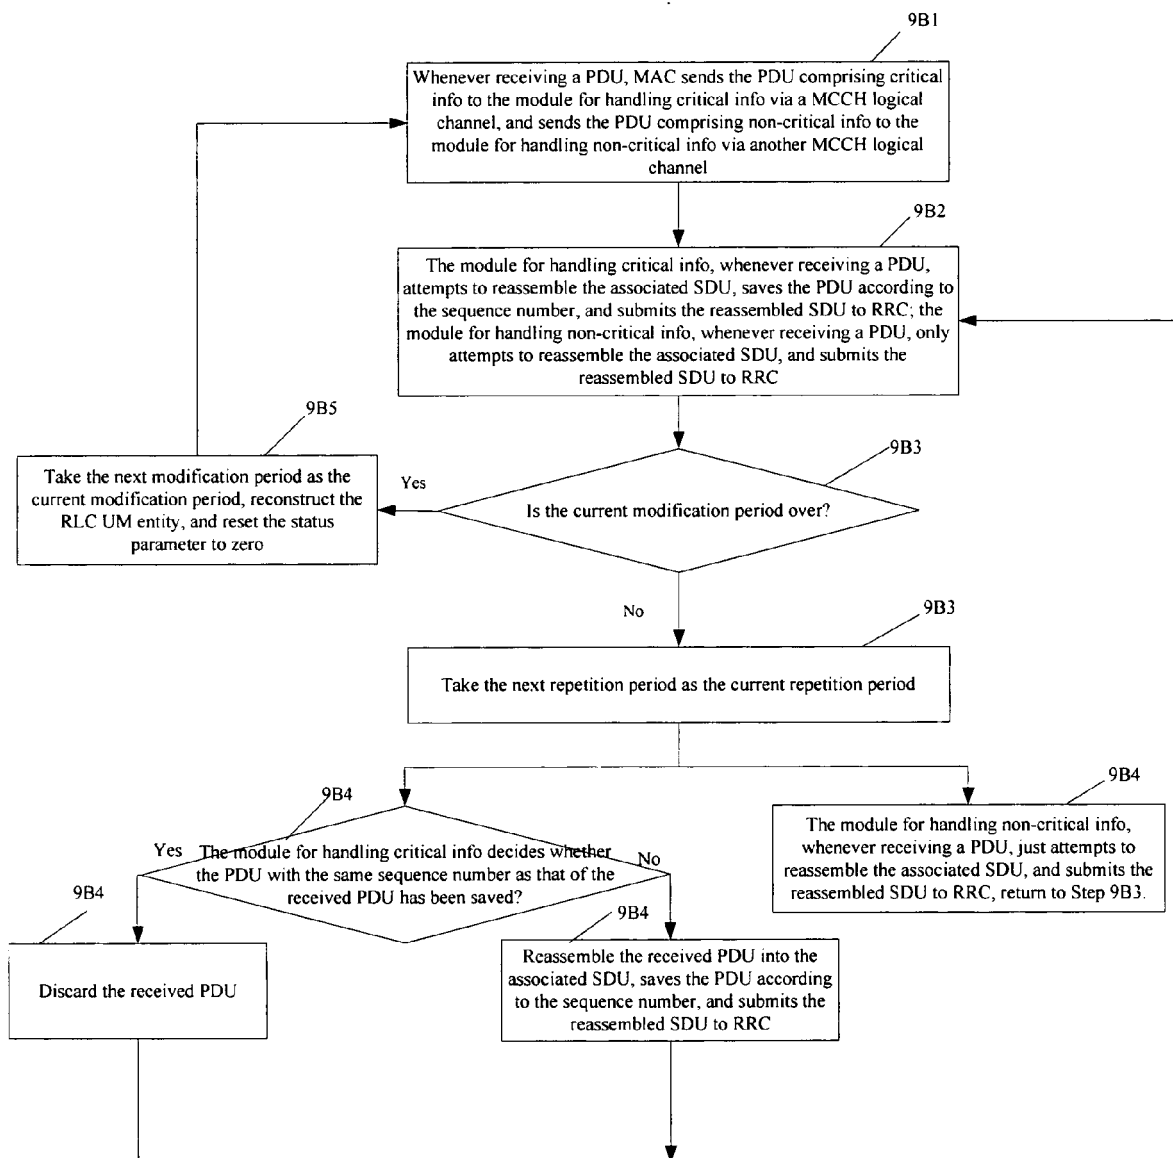 9B1
Whenever receiving a PDU, MAC sends the PDU comprising critical
info to the module for handling critical info via a MCCH logical
channel, and sends the PDU comprising non-critical info to the
module for handling non-critical info via another MCCH logical
channel
9B2
The module for handling critical info, whenever receiving a PDU,
attempts to reassemble the associated SDU, saves the PDU according to
the sequence number, and submits the reassembled SDU to RRC; the
module for handling non-critical info, whenever receiving a PDU, only
attempts to reassemble the associated SDU, and submits the
reassembled SDU to RRC
9B5
Take the next modification period as the
current modification period, reconstruct the
RLC UM entity, and reset the status
parameter to zero
Yes
9B3
Is the current modification period over?
No
9B3
Take the next repetition period as the current repetition period
9B4
The module for handling critical info decides whether
the PDU with the same sequence number as that of the
received PDU has been saved?
Yes
No
9B4
The module for handling non-critical info,
whenever receiving a PDU, just attempts to
reassemble the associated SDU, and submits the
reassembled SDU to RRC, return to Step 9B3.
9B4
Discard the received PDU
9B4
Reassemble the received PDU into the
associated SDU, saves the PDU according
to the sequence number, and submits the
reassembled SDU to RRC